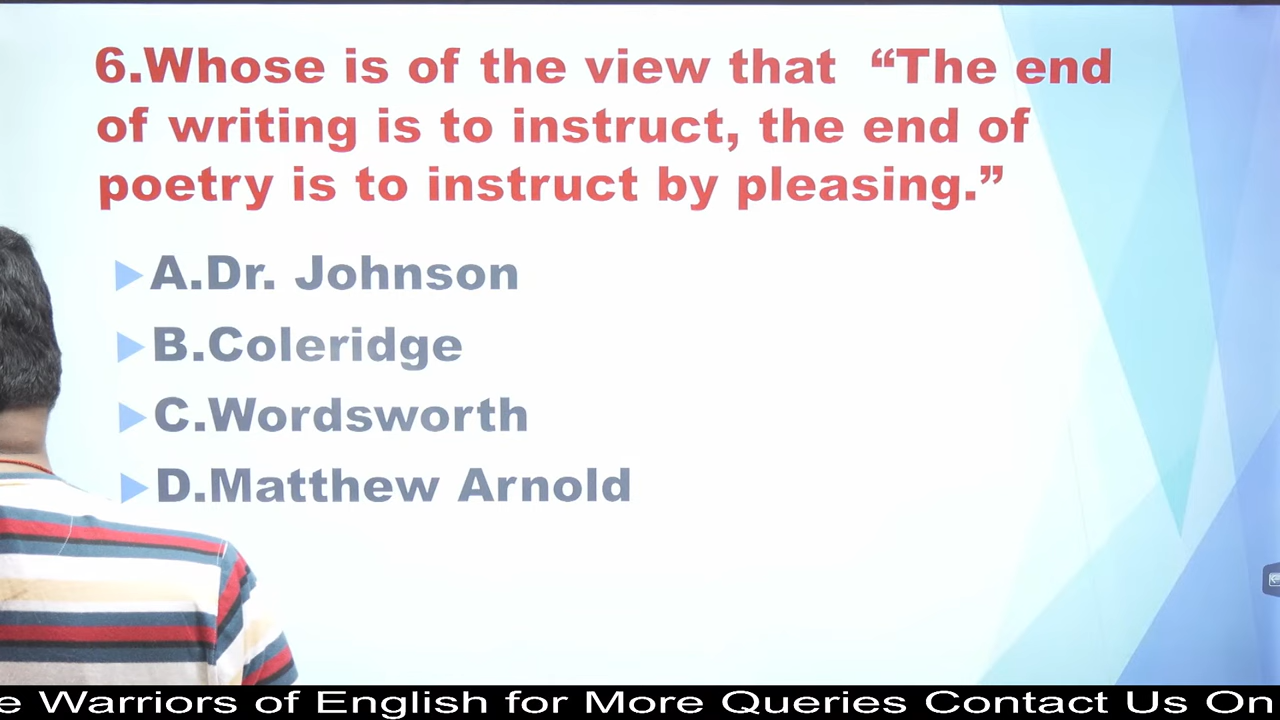 6.Whose is of the view that “The end
of writing is to instruct, the end of
poetry is to instruct by pleasing.”
A.Dr. Johnson
B.Coleridge
C.Wordsworth
D.Matthew Arnold
e Warriors of English for More Queries Contact Us On